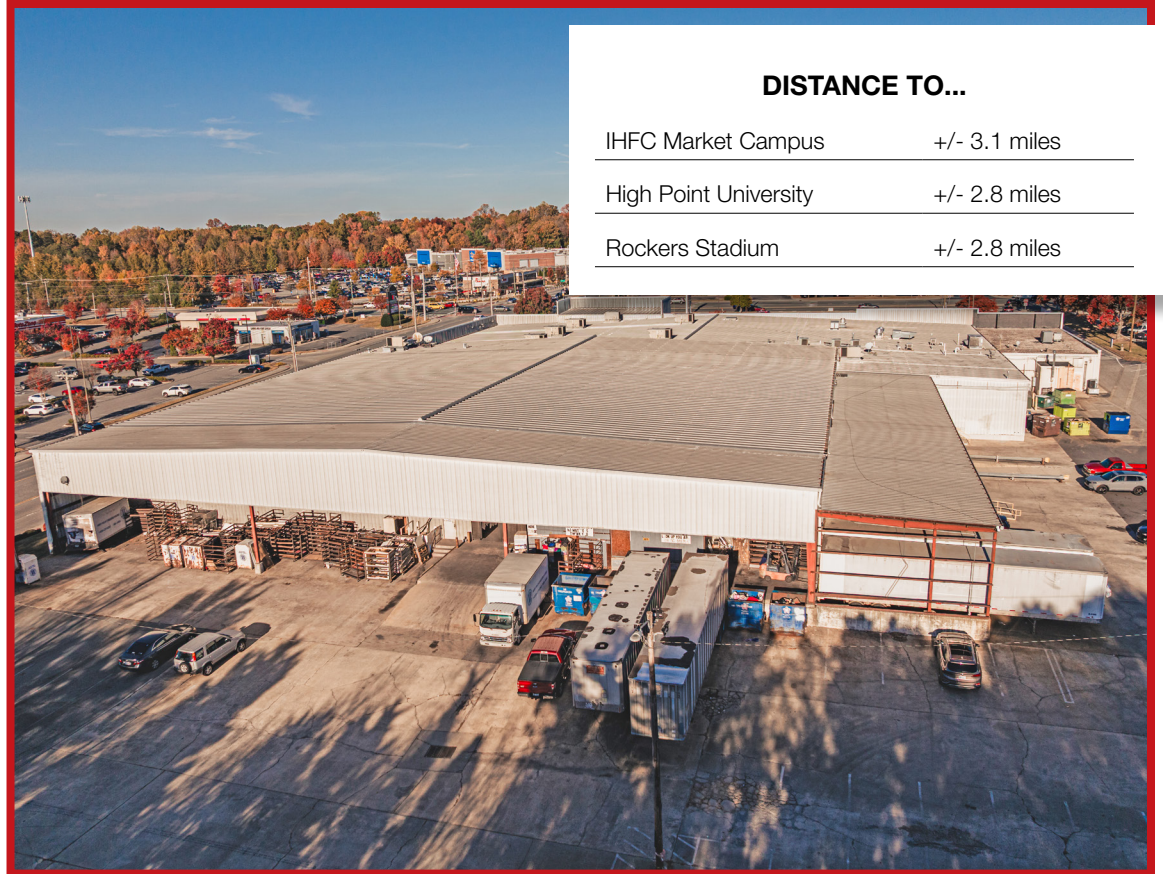 DISTANCE TO...
IHFC Market Campus +/- 3.1 miles
High Point University +/- 2.8 miles
Rockers Stadium +/- 2.8 miles